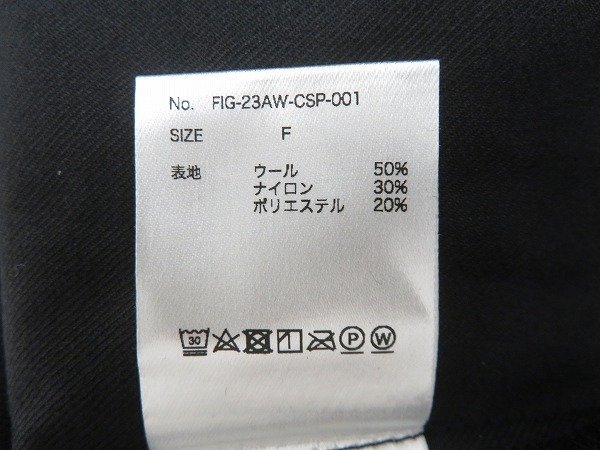 No. FIG-23AW-CSP-001
SIZE F
表地 ウール 50%
ナイロン 30%
ポリエステル 20%
30 P W